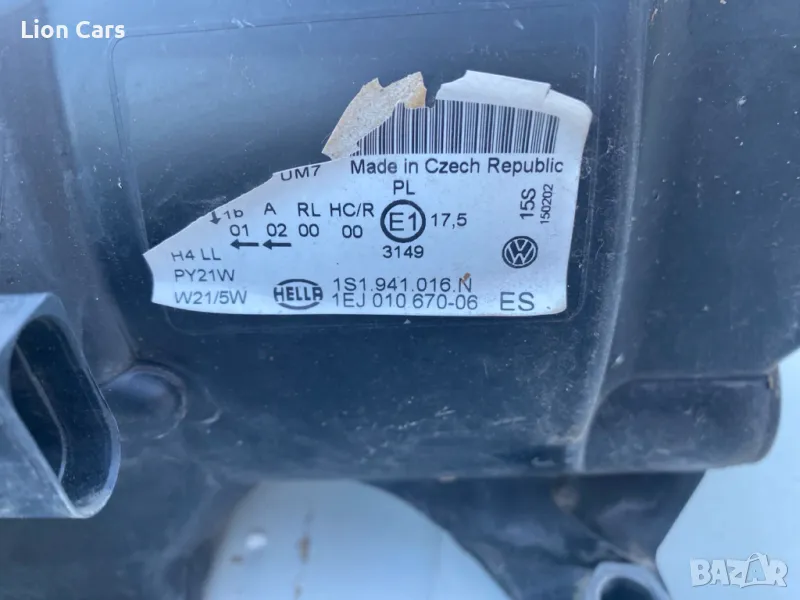 Lion Cars
UM7 Made in Czech Republic
PL
1b A RL HC/R E1 17,5
01 02 00 00
3149
H4 LL
PY21W
W21/5W
HELLA
1S1.941.016.N
1EJ 010 670-06 ES
15S
150202
VW
BAZAR